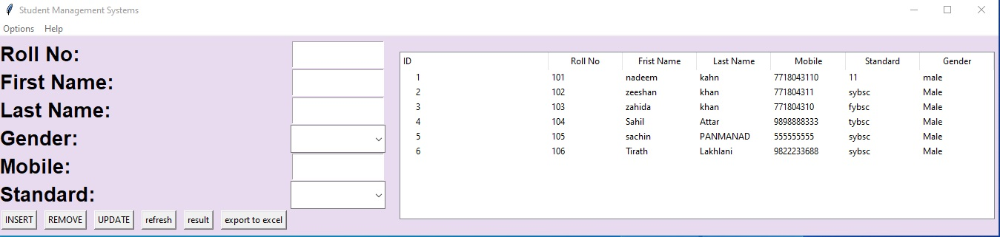 Student Management Systems
Options Help
Roll No:
First Name:
Last Name:
Gender:
Mobile:
Standard:
INSERT REMOVE UPDATE refresh result export to excel
ID Roll No Frist Name Last Name Mobile Standard Gender
1 101 nadeem kahn 7718043110 11 male
2 102 zeeshan khan 771804311 sybsc Male
3 103 zahida khan 771804310 fybsc Male
4 104 Sahil Attar 9898888333 tybsc Male
5 105 sachin PANMANAD 555555555 sybsc Male
6 106 Tirath Lakhlani 9822233688 sybsc Male